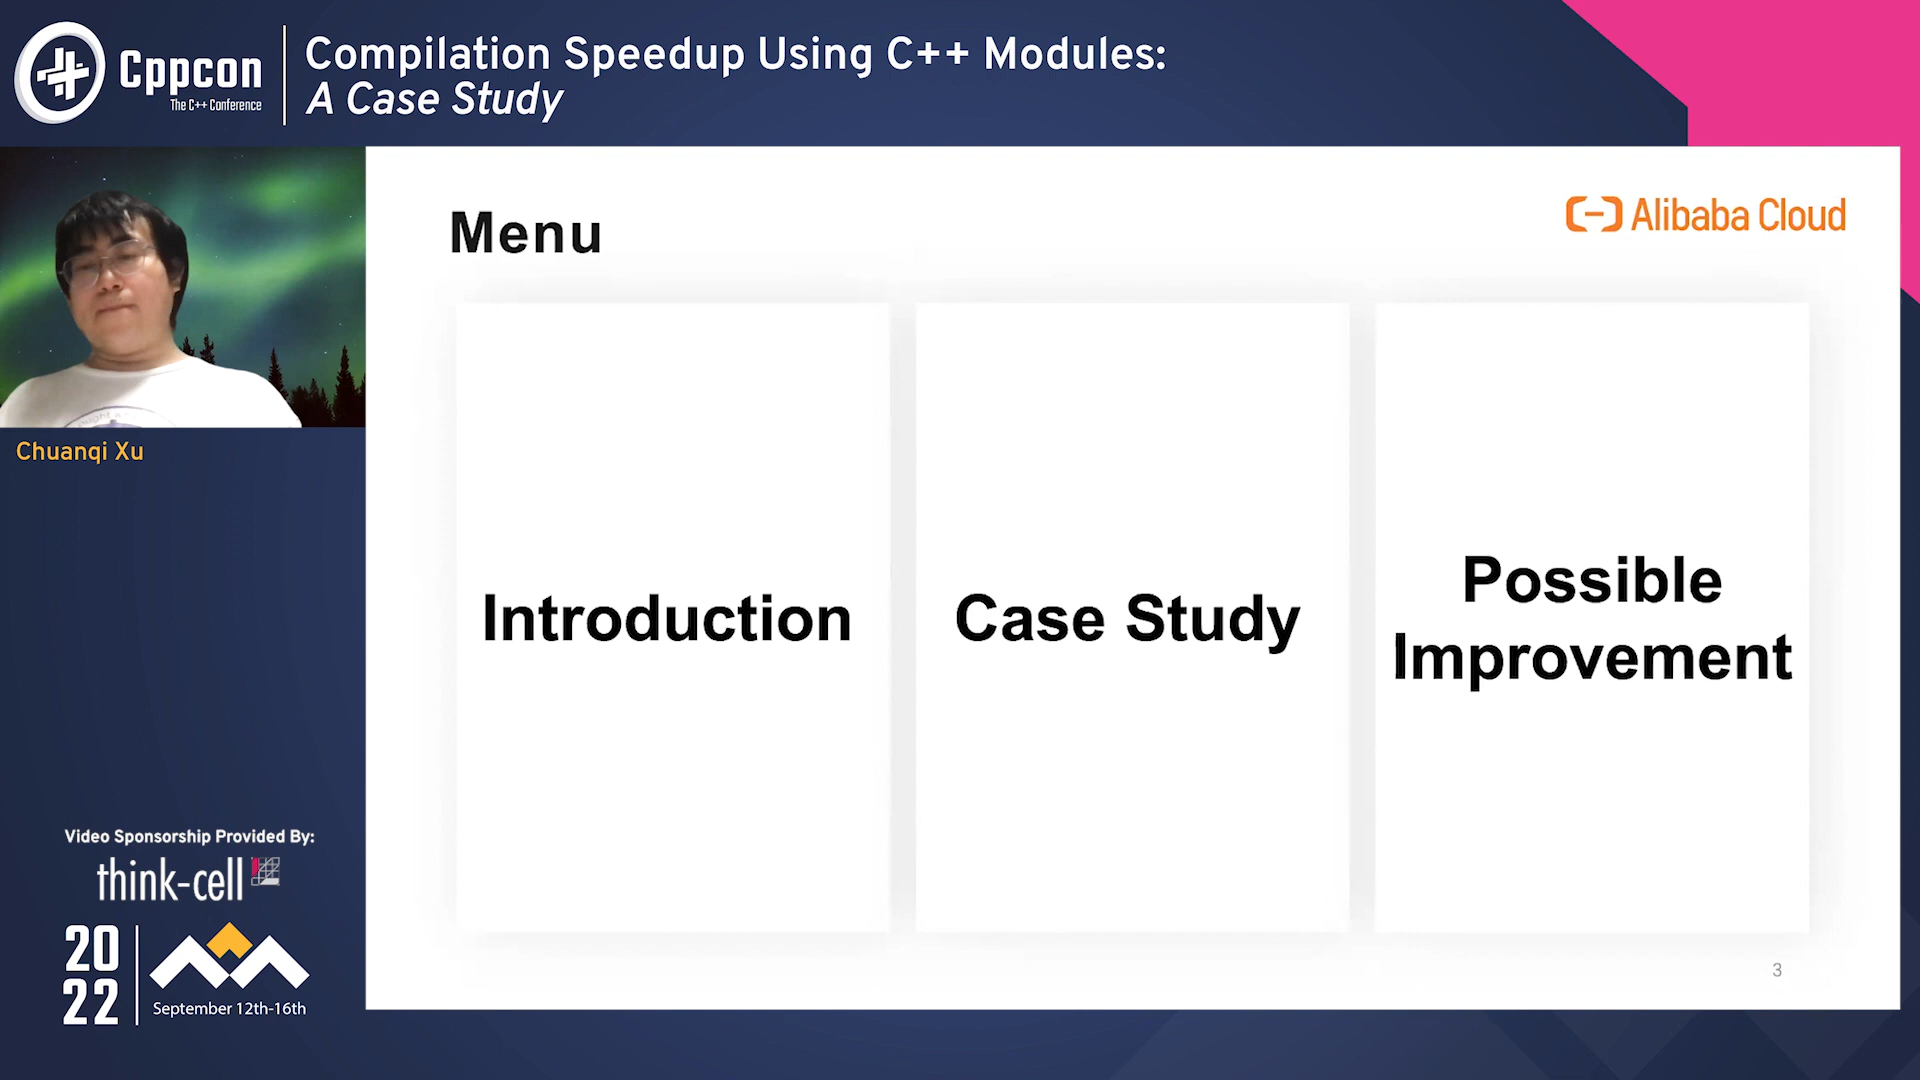 Cppcon
The C++ Conference
Compilation Speedup Using C++ Modules:
A Case Study
Chuanqi Xu
Menu
Alibaba Cloud
Introduction
Case Study
Possible
Improvement
3
Video Sponsorship Provided By:
think-cell
20
22
September 12th-16th